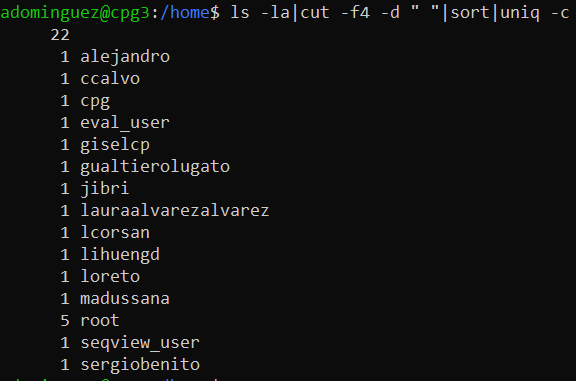 adominguez@cpg3:/home$ ls -la|cut -f4 -d " "|sort|uniq -c
22
1 alejandro
1 ccalvo
1 cpg
1 eval_user
1 giselcp
1 gualtierolugato
1 jibri
1 lauraalvarezalvarez
1 lcorsan
1 lihuengd
1 loreto
1 madussana
5 root
1 seqview_user
1 sergiobenito